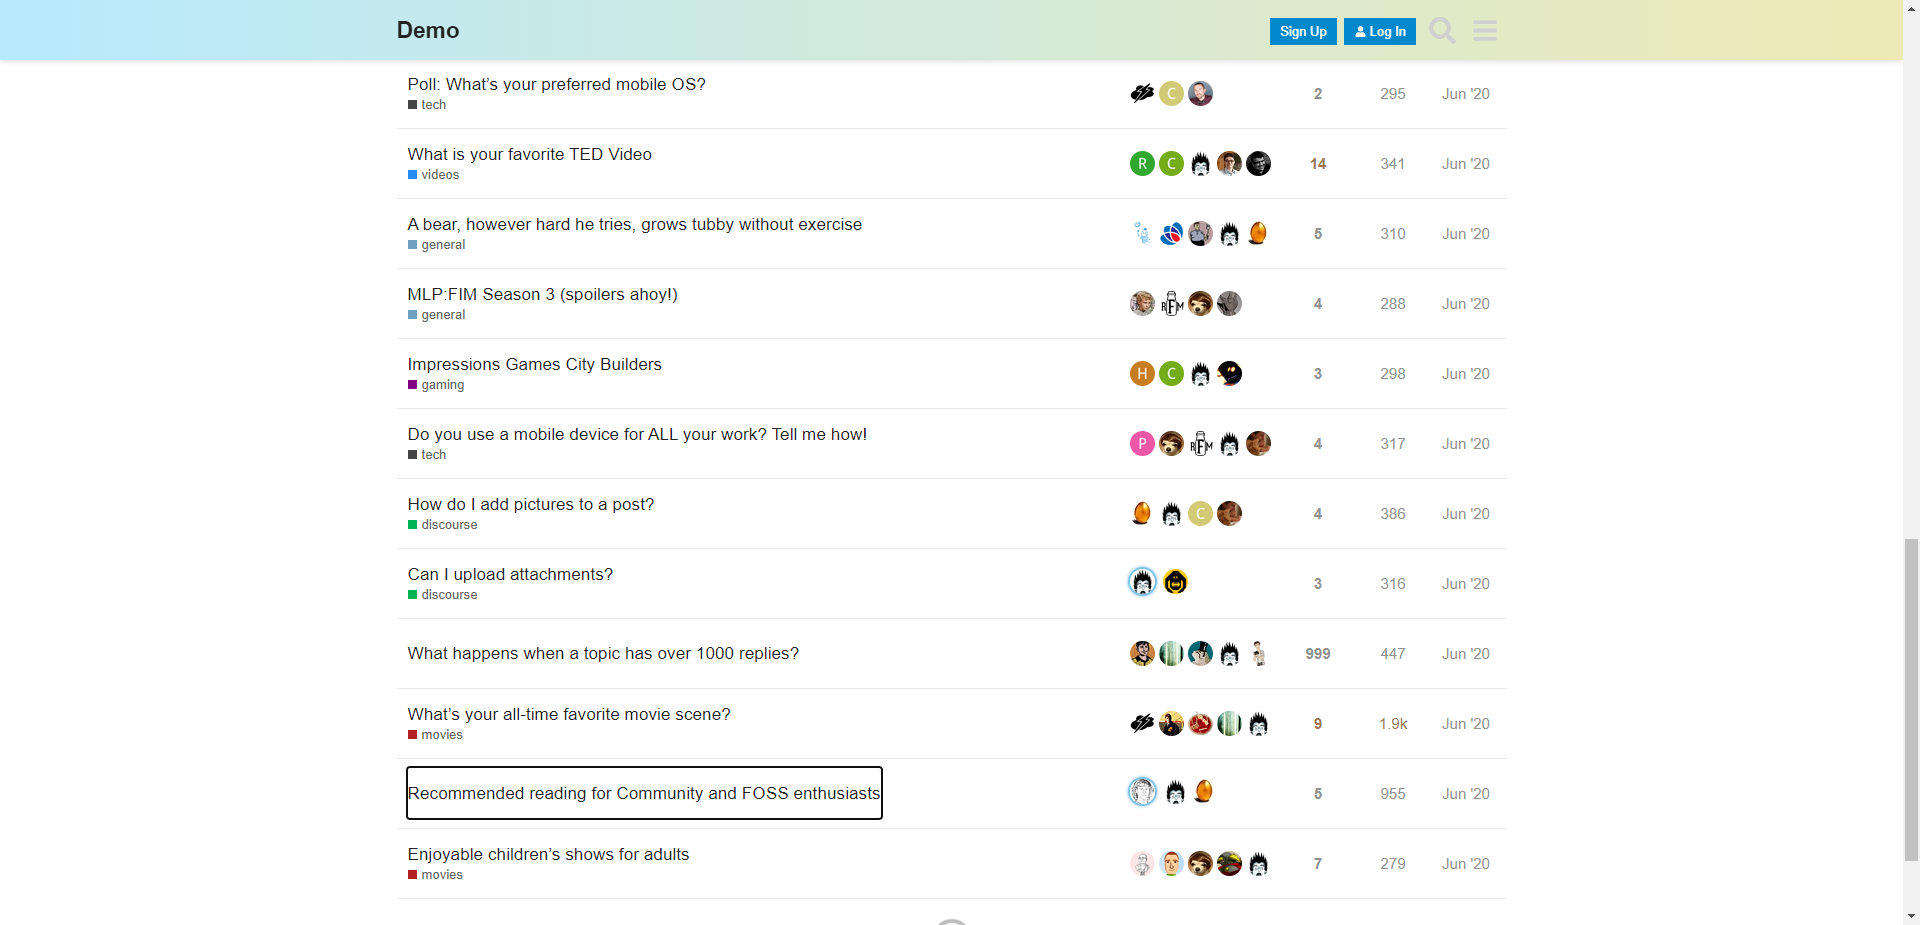 Demo
Sign Up
Log In
Poll: What’s your preferred mobile OS?
tech
C
2
295
Jun '20
What is your favorite TED Video
videos
R
C
14
341
Jun '20
A bear, however hard he tries, grows tubby without exercise
general
5
310
Jun '20
MLP:FIM Season 3 (spoilers ahoy!)
general
RFM
4
288
Jun '20
Impressions Games City Builders
gaming
H
C
3
298
Jun '20
Do you use a mobile device for ALL your work? Tell me how!
tech
P
RFM
4
317
Jun '20
How do I add pictures to a post?
discourse
C
4
386
Jun '20
Can I upload attachments?
discourse
3
316
Jun '20
What happens when a topic has over 1000 replies?
999
447
Jun '20
What’s your all-time favorite movie scene?
movies
9
1.9k
Jun '20
Recommended reading for Community and FOSS enthusiasts
5
955
Jun '20
Enjoyable children’s shows for adults
movies
7
279
Jun '20